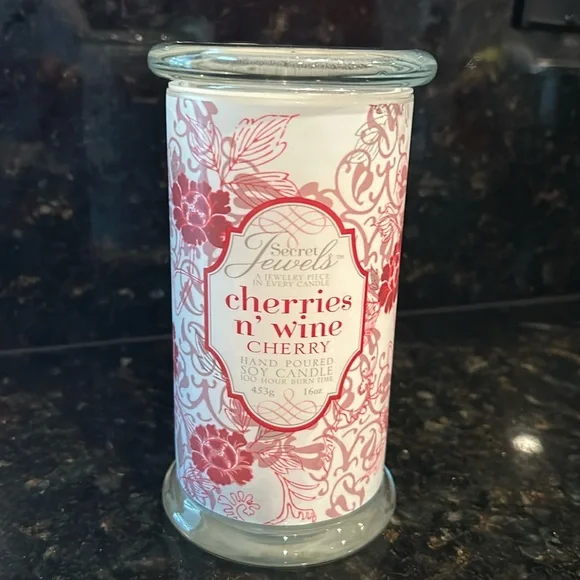 Secret
Jewels™
A JEWELRY PIECE
IN EVERY CANDLE
cherries
n' wine
CHERRY
HAND POURED
SOY CANDLE
100 HOUR BURN TIME
453g 16oz